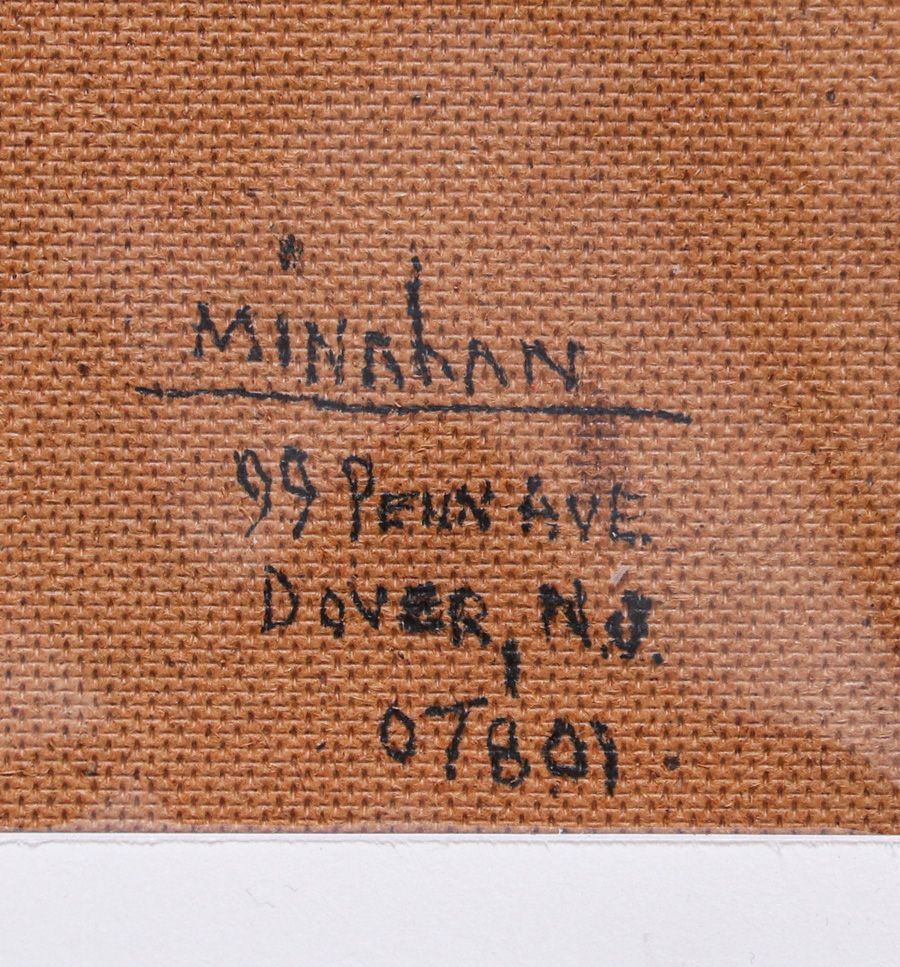 MINAhAN
99 PENN AVE.
DOVER, N.J.
07801.